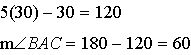 5(30) – 30 = 120
m∠BAC = 180 – 120 = 60